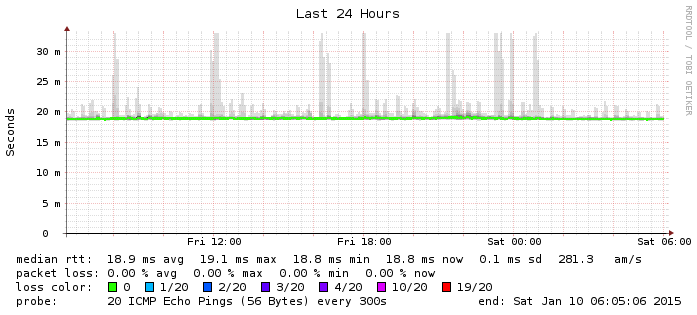 Last 24 Hours
RRDTOOL / TOBI OETIKER
Seconds
30 m
25 m
20 m
15 m
10 m
5 m
0
Fri 12:00 Fri 18:00 Sat 00:00 Sat 06:00
median rtt: 18.9 ms avg 19.1 ms max 18.8 ms min 18.8 ms now 0.1 ms sd 281.3 am/s
packet loss: 0.00 % avg 0.00 % max 0.00 % min 0.00 % now
loss color: 0 1/20 2/20 3/20 4/20 10/20 19/20
probe: 20 ICMP Echo Pings (56 Bytes) every 300s end: Sat Jan 10 06:05:06 2015